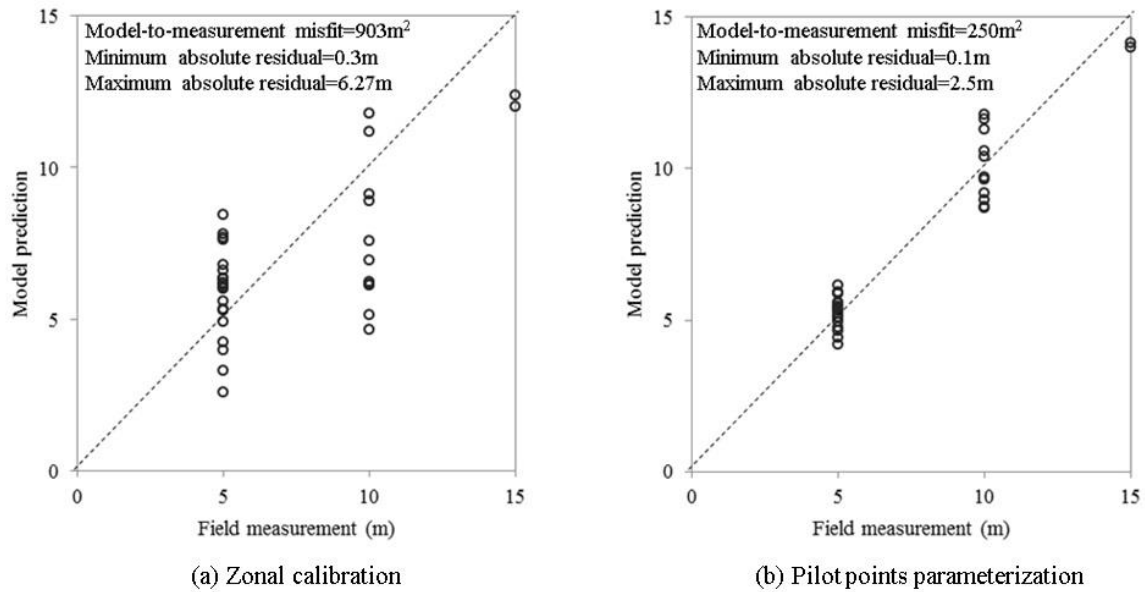 Model-to-measurement misfit=903m²
Minimum absolute residual=0.3m
Maximum absolute residual=6.27m
15
10
5
0
Model prediction
0 5 10 15
Field measurement (m)
(a) Zonal calibration
Model-to-measurement misfit=250m²
Minimum absolute residual=0.1m
Maximum absolute residual=2.5m
15
10
5
0
Model prediction
0 5 10 15
Field measurement (m)
(b) Pilot points parameterization